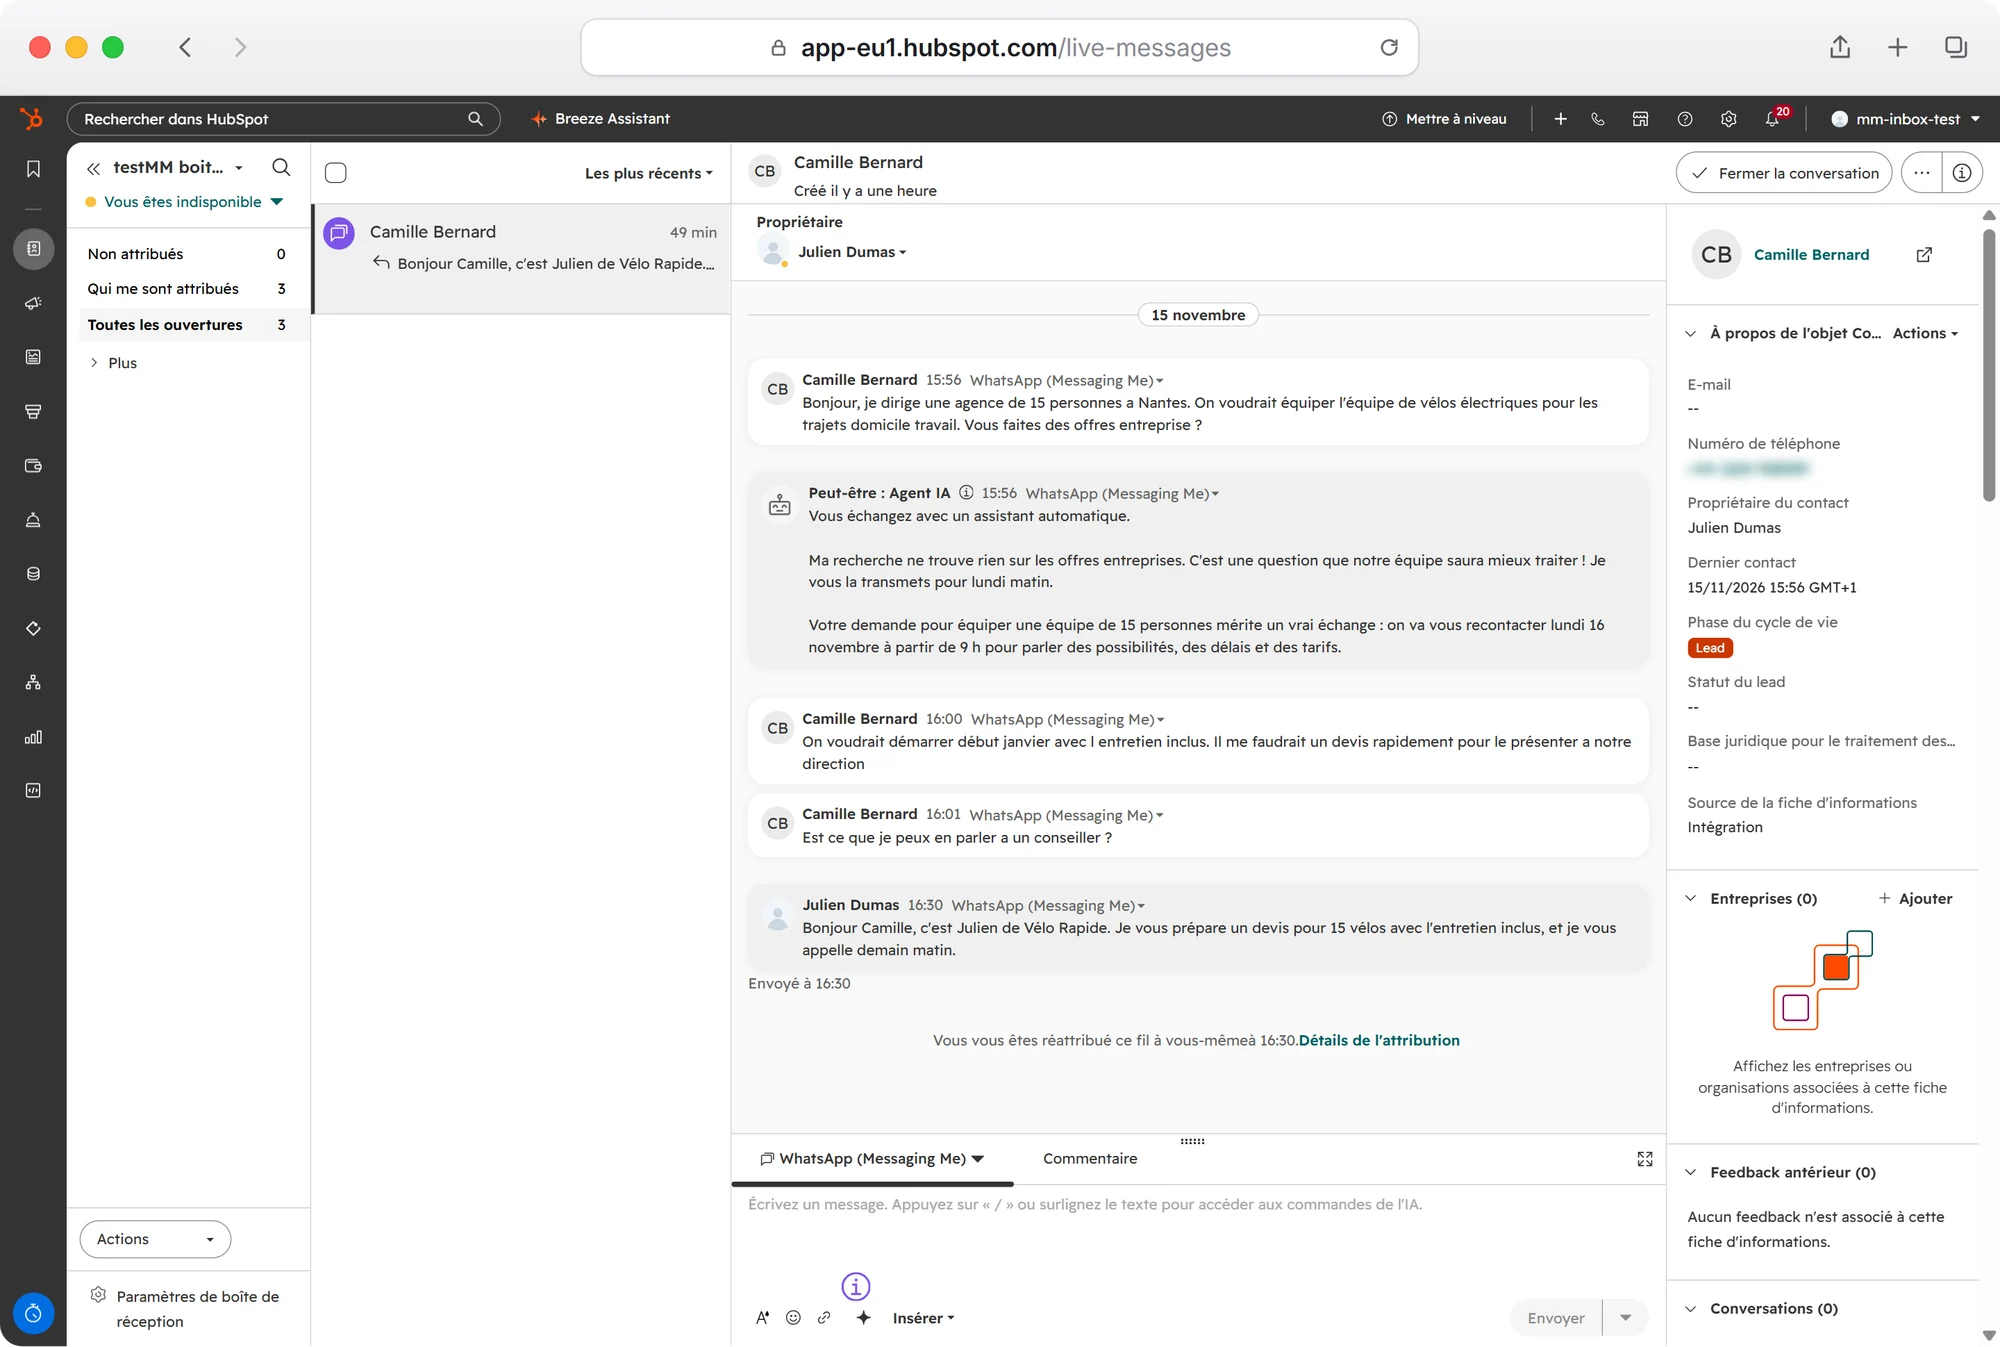 app-eu1.hubspot.com/live-messages
Rechercher dans HubSpot
Breeze Assistant
Mettre à niveau
20
mm-inbox-test
testMM boit...
Vous êtes indisponible
Non attribués 0
Qui me sont attribués 3
Toutes les ouvertures 3
Plus
Actions
Paramètres de boîte de
réception
Les plus récents
Camille Bernard 49 min
Bonjour Camille, c'est Julien de Vélo Rapide....
CB
Camille Bernard
Créé il y a une heure
Fermer la conversation
Propriétaire
Julien Dumas
15 novembre
CB
Camille Bernard 15:56 WhatsApp (Messaging Me)
Bonjour, je dirige une agence de 15 personnes a Nantes. On voudrait équiper l'équipe de vélos électriques pour les
trajets domicile travail. Vous faites des offres entreprise ?
Peut-être : Agent IA 15:56 WhatsApp (Messaging Me)
Vous échangez avec un assistant automatique.
Ma recherche ne trouve rien sur les offres entreprises. C'est une question que notre équipe saura mieux traiter ! Je
vous la transmets pour lundi matin.
Votre demande pour équiper une équipe de 15 personnes mérite un vrai échange : on va vous recontacter lundi 16
novembre à partir de 9 h pour parler des possibilités, des délais et des tarifs.
CB
Camille Bernard 16:00 WhatsApp (Messaging Me)
On voudrait démarrer début janvier avec l entretien inclus. Il me faudrait un devis rapidement pour le présenter a notre
direction
CB
Camille Bernard 16:01 WhatsApp (Messaging Me)
Est ce que je peux en parler a un conseiller ?
Julien Dumas 16:30 WhatsApp (Messaging Me)
Bonjour Camille, c'est Julien de Vélo Rapide. Je vous prépare un devis pour 15 vélos avec l'entretien inclus, et je vous
appelle demain matin.
Envoyé à 16:30
Vous vous êtes réattribué ce fil à vous-mêmeà 16:30.Détails de l'attribution
WhatsApp (Messaging Me)
Commentaire
Écrivez un message. Appuyez sur « / » ou surlignez le texte pour accéder aux commandes de l'IA.
Insérer
Envoyer
CB
Camille Bernard
À propos de l'objet Co... Actions
E-mail
--
Numéro de téléphone
Propriétaire du contact
Julien Dumas
Dernier contact
15/11/2026 15:56 GMT+1
Phase du cycle de vie
Lead
Statut du lead
--
Base juridique pour le traitement des...
--
Source de la fiche d'informations
Intégration
Entreprises (0) + Ajouter
Affichez les entreprises ou
organisations associées à cette fiche
d'informations.
Feedback antérieur (0)
Aucun feedback n'est associé à cette
fiche d'informations.
Conversations (0)